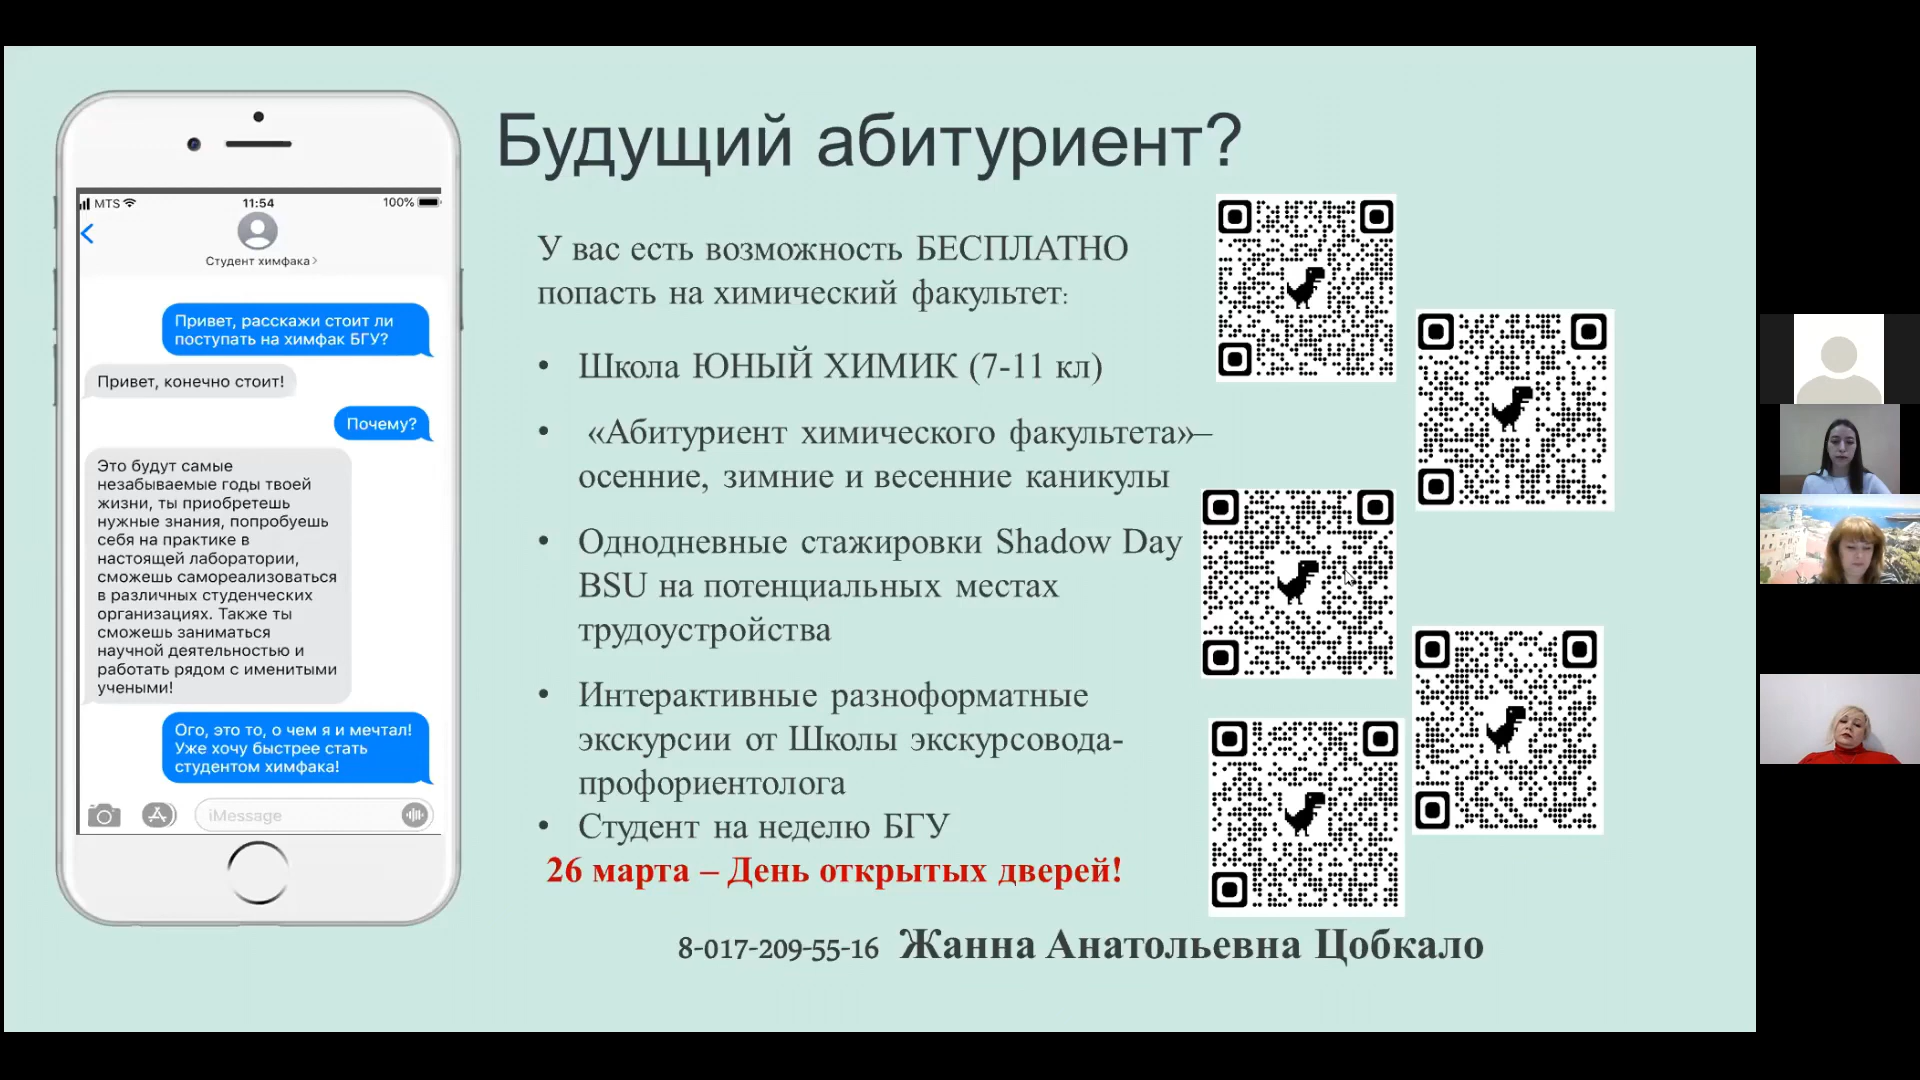 MTS
11:54
100%
Студент химфака
Привет, расскажи стоит ли
поступать на химфак БГУ?
Привет, конечно стоит!
Почему?
Это будут самые
незабываемые годы твоей
жизни, ты приобретешь
нужные знания, попробуешь
себя на практике в
настоящей лаборатории,
сможешь самореализоваться
в различных студенческих
организациях. Также ты
сможешь заниматься
научной деятельностью и
работать рядом с именитыми
учеными!
Ого, это то, о чем я и мечтал!
Уже хочу быстрее стать
студентом химфака!
iMessage
Будущий абитуриент?
У вас есть возможность БЕСПЛАТНО
попасть на химический факультет:
• Школа ЮНЫЙ ХИМИК (7-11 кл)
• «Абитуриент химического факультета»–
осенние, зимние и весенние каникулы
• Однодневные стажировки Shadow Day
BSU на потенциальных местах
трудоустройства
• Интерактивные разноформатные
экскурсии от Школы экскурсовода-
профориентолога
• Студент на неделю БГУ
26 марта – День открытых дверей!
8-017-209-55-16 Жанна Анатольевна Цобкало